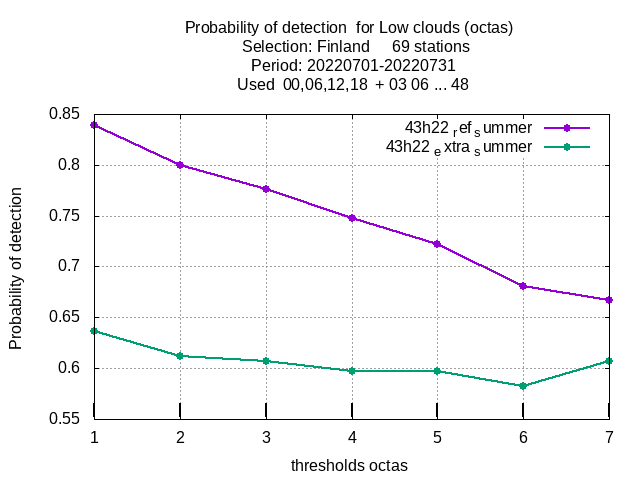 Probability of detection for Low clouds (octas)
Selection: Finland 69 stations
Period: 20220701-20220731
Used 00,06,12,18 + 03 06 ... 48
43h22 ref summer
43h22 extra summer
0.85
0.8
0.75
0.7
0.65
0.6
0.55
Probability of detection
1 2 3 4 5 6 7
thresholds octas